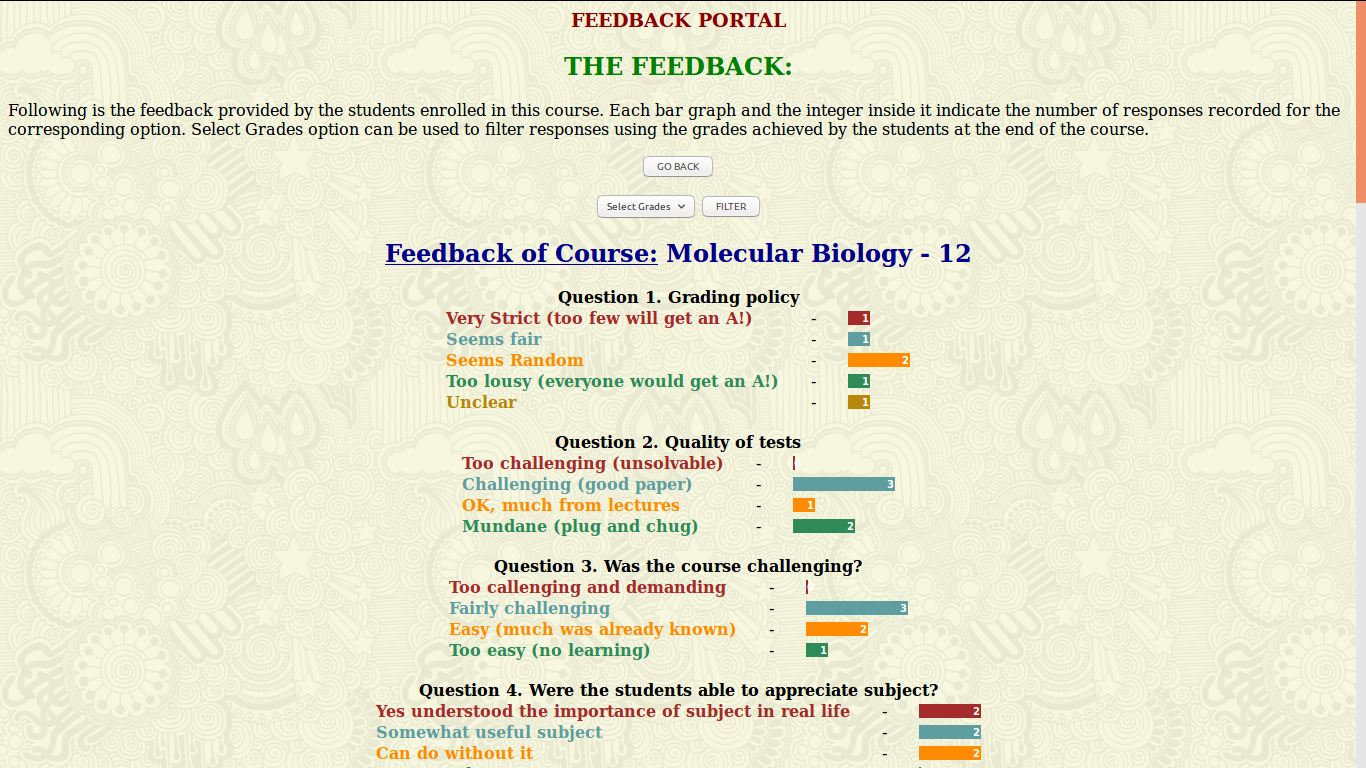 FEEDBACK PORTAL
THE FEEDBACK:
Following is the feedback provided by the students enrolled in this course. Each bar graph and the integer inside it indicate the number of responses recorded for the
corresponding option. Select Grades option can be used to filter responses using the grades achieved by the students at the end of the course.
GO BACK
Select Grades FILTER
Feedback of Course: Molecular Biology - 12
Question 1. Grading policy
Very Strict (too few will get an A!) - 1
Seems fair - 1
Seems Random - 2
Too lousy (everyone would get an A!) - 1
Unclear - 1
Question 2. Quality of tests
Too challenging (unsolvable) -
Challenging (good paper) - 3
OK, much from lectures - 1
Mundane (plug and chug) - 2
Question 3. Was the course challenging?
Too callenging and demanding -
Fairly challenging - 3
Easy (much was already known) - 2
Too easy (no learning) - 1
Question 4. Were the students able to appreciate subject?
Yes understood the importance of subject in real life - 2
Somewhat useful subject - 2
Can do without it - 2